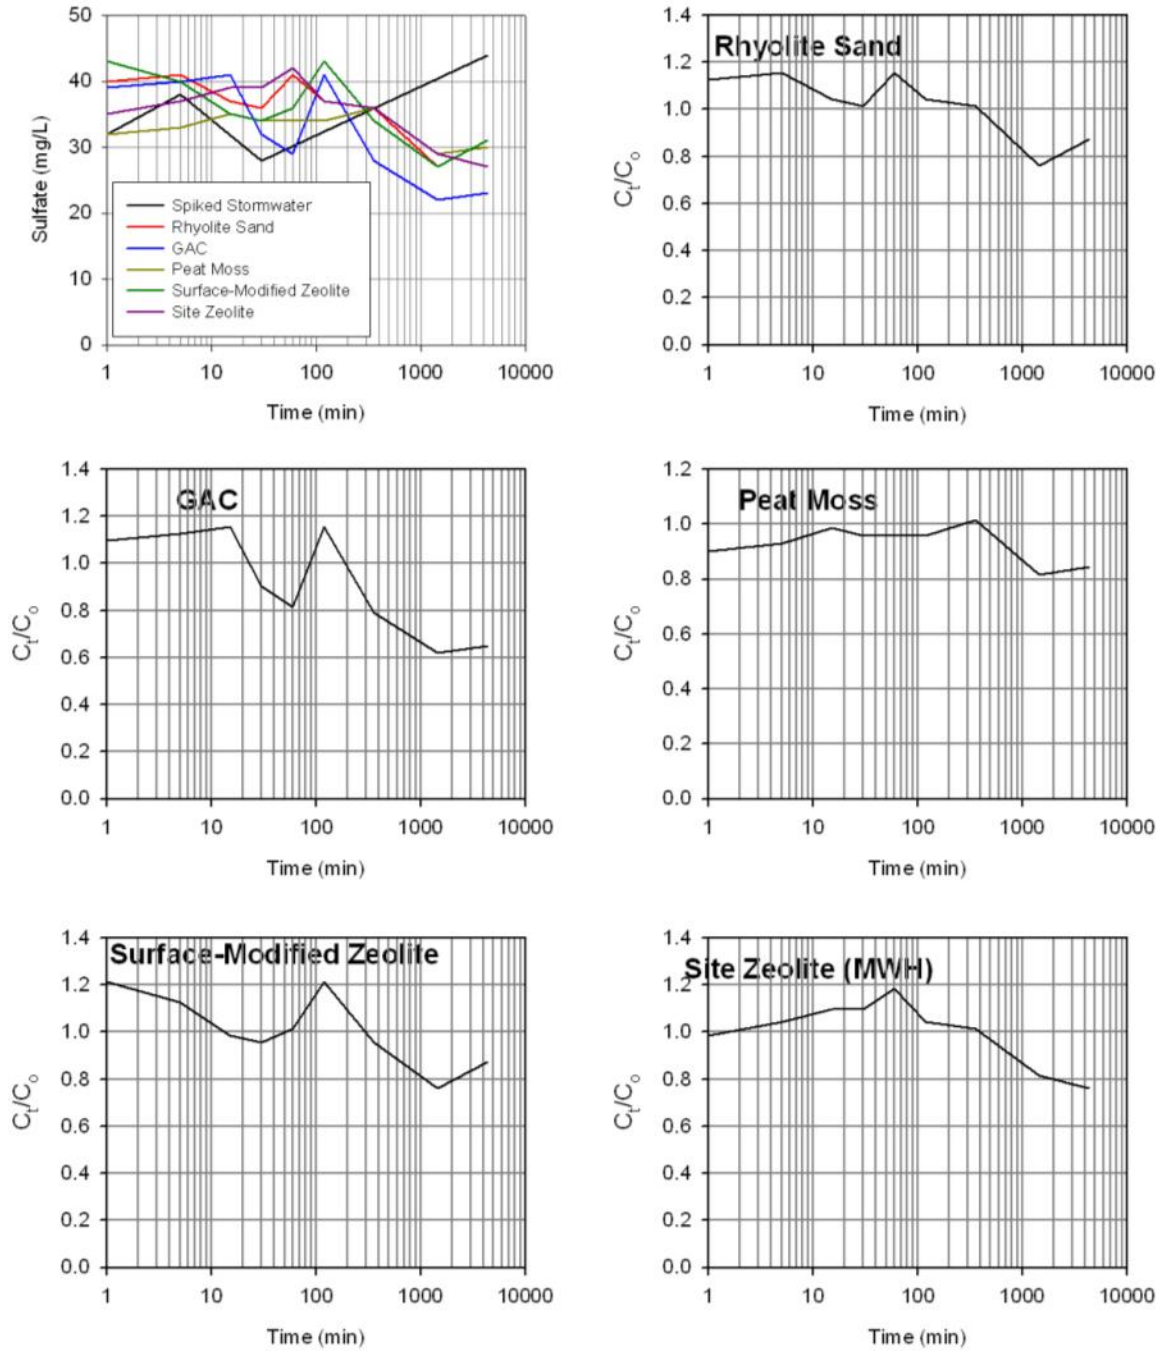 50
40
30
20
10
0
Sulfate (mg/L)
Spiked Stormwater
Rhyolite Sand
GAC
Peat Moss
Surface-Modified Zeolite
Site Zeolite
1 10 100 1000 10000
Time (min)
Rhyolite Sand
1.4
1.2
1.0
0.8
0.6
0.4
0.2
0.0
Ct/Co
1 10 100 1000 10000
Time (min)
GAC
1.4
1.2
1.0
0.8
0.6
0.4
0.2
0.0
Ct/Co
1 10 100 1000 10000
Time (min)
Peat Moss
1.2
1.0
0.8
0.6
0.4
0.2
0.0
Ct/Co
1 10 100 1000 10000
Time (min)
Surface-Modified Zeolite
1.4
1.2
1.0
0.8
0.6
0.4
0.2
0.0
Ct/Co
1 10 100 1000 10000
Time (min)
Site Zeolite (MWH)
1.4
1.2
1.0
0.8
0.6
0.4
0.2
0.0
Ct/Co
1 10 100 1000 10000
Time (min)